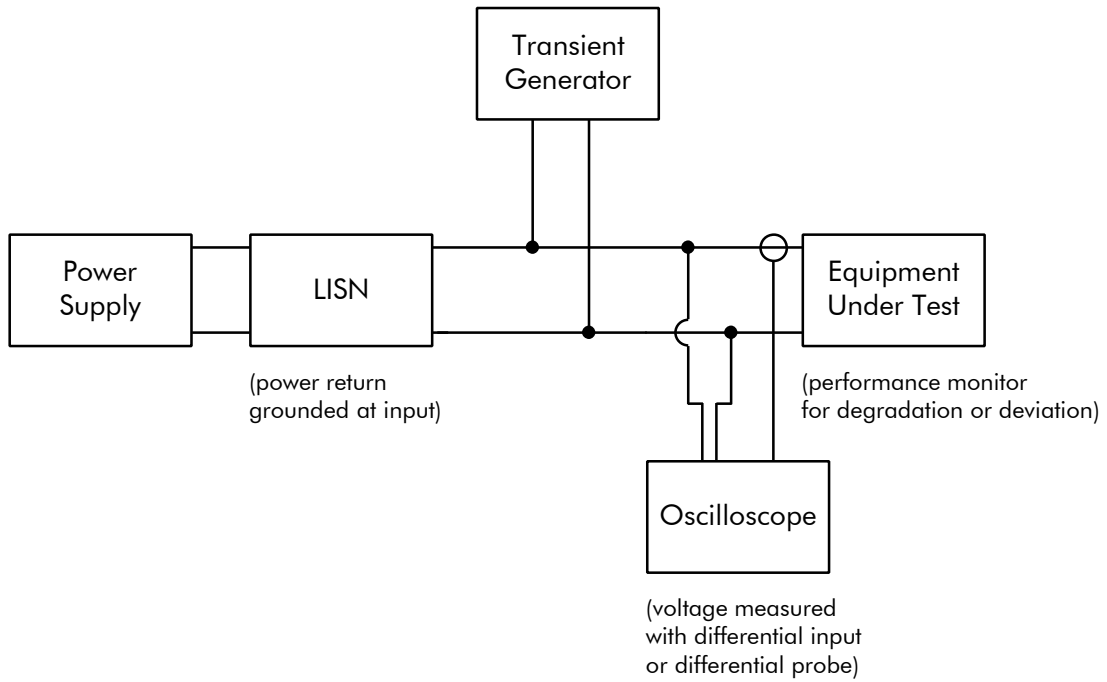 Transient
Generator
Power
Supply
LISN
Equipment
Under Test
(power return
grounded at input)
(performance monitor
for degradation or deviation)
Oscilloscope
(voltage measured
with differential input
or differential probe)